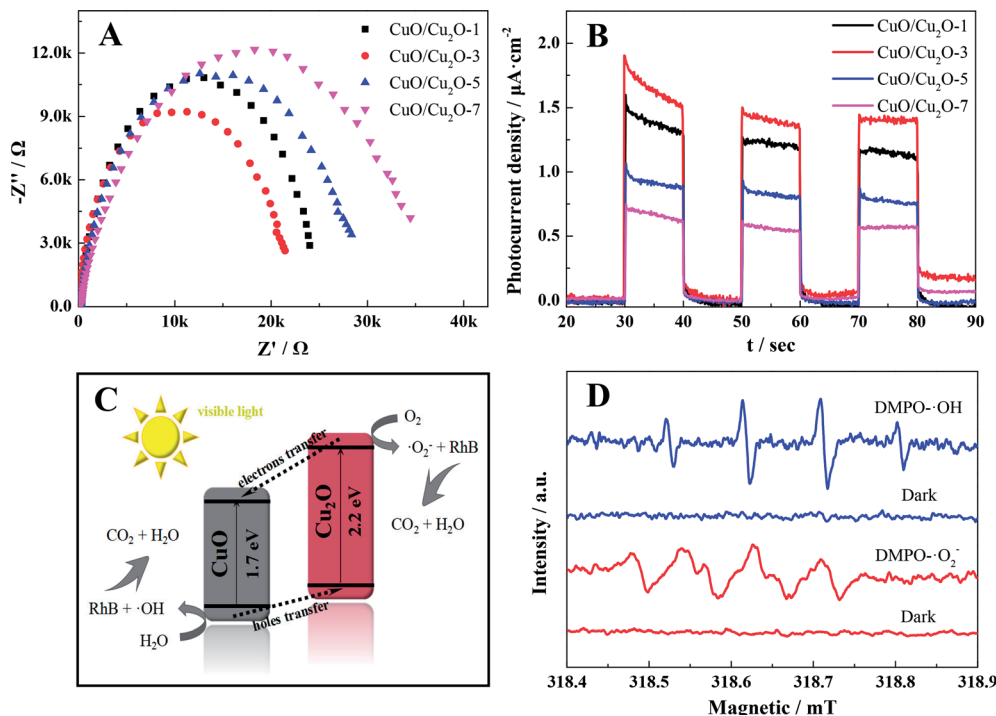 A
CuO/Cu₂O-1
CuO/Cu₂O-3
CuO/Cu₂O-5
CuO/Cu₂O-7
-Z'' / Ω
12.0k
9.0k
6.0k
3.0k
0.0
0 10k 20k 30k 40k
Z' / Ω
B
CuO/Cu₂O-1
CuO/Cu₂O-3
CuO/Cu₂O-5
CuO/Cu₂O-7
Photocurrent density / μA·cm⁻²
2.0
1.5
1.0
0.5
0.0
20 30 40 50 60 70 80 90
t / sec
C
visible light
electrons transfer
O₂
·O₂⁻ + RhB
CO₂ + H₂O
Cu₂O
2.2 eV
CuO
1.7 eV
CO₂ + H₂O
RhB + ·OH
H₂O
holes transfer
D
DMPO-·OH
Dark
DMPO-·O₂⁻
Dark
Intensity / a.u.
318.4 318.5 318.6 318.7 318.8 318.9
Magnetic / mT